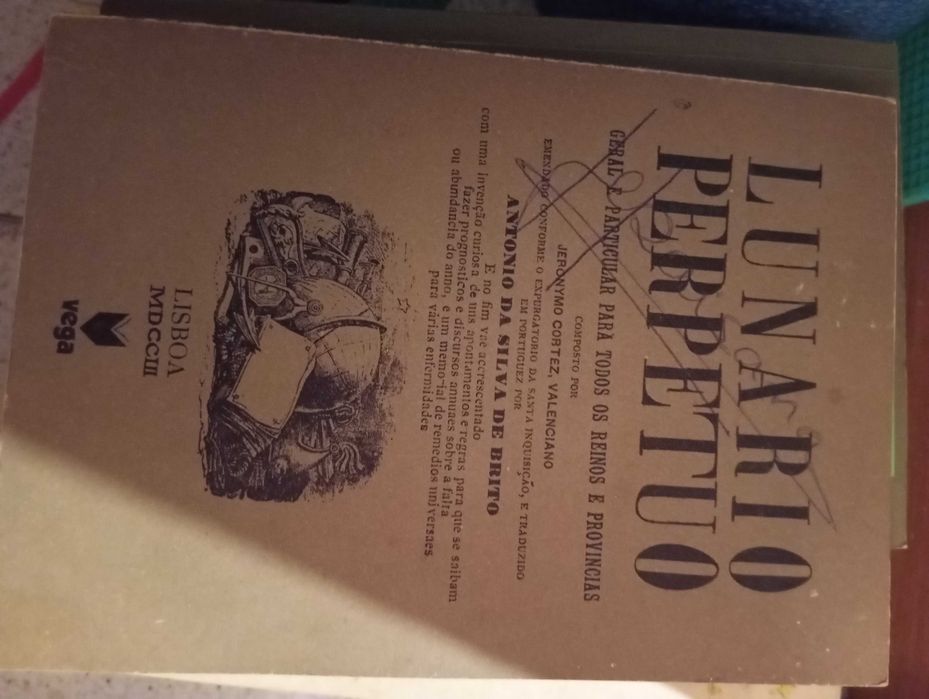 LUNARIO
PERPETUO
GERAL E PARTICULAR PARA TODOS OS REINOS E PROVINCIAS
COMPOSTO POR
JERONYMO CORTEZ, VALENCIANO
EMENDADO CONFORME O EXPURGATORIO DA SANTA INQUISIÇÃO, E TRADUZIDO
EM PORTUGUEZ POR
ANTONIO DA SILVA DE BRITO
E no fim vae accrescentado
com uma invenção curiosa de uns apontamentos e regras para que se saibam
fazer prognosticos e discursos annuaes sobre a falta
ou abundancia do anno, e um memorial de remedios universaes
para várias enfermidades
LISBOA
MDCCIII
vega